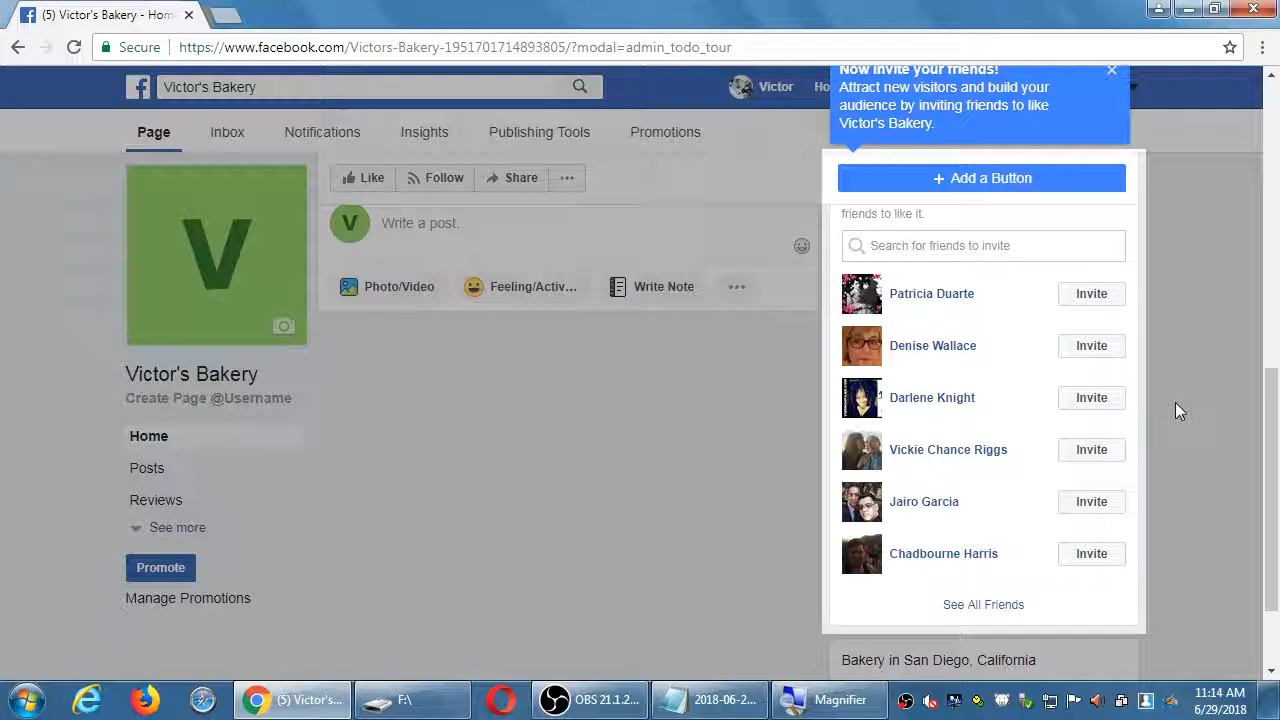 (5) Victor's Bakery - Hom
Secure
https://www.facebook.com/Victors-Bakery-1951701714893805/?modal=admin_todo_tour
Victor's Bakery
Victor
Ho
Now invite your friends!
Attract new visitors and build your
audience by inviting friends to like
Victor's Bakery.
Page
Inbox
Notifications
Insights
Publishing Tools
Promotions
V
Like
Follow
Share
+ Add a Button
V
Write a post.
Photo/Video
Feeling/Activ...
Write Note
friends to like it.
Search for friends to invite
Patricia Duarte
Invite
Denise Wallace
Invite
Darlene Knight
Invite
Vickie Chance Riggs
Invite
Jairo Garcia
Invite
Chadbourne Harris
Invite
See All Friends
Victor's Bakery
Create Page @Username
Home
Posts
Reviews
See more
Promote
Manage Promotions
Bakery in San Diego, California
(5) Victor's...
F:\
OBS 21.1.2...
2018-06-2...
Magnifier
11:14 AM
6/29/2018